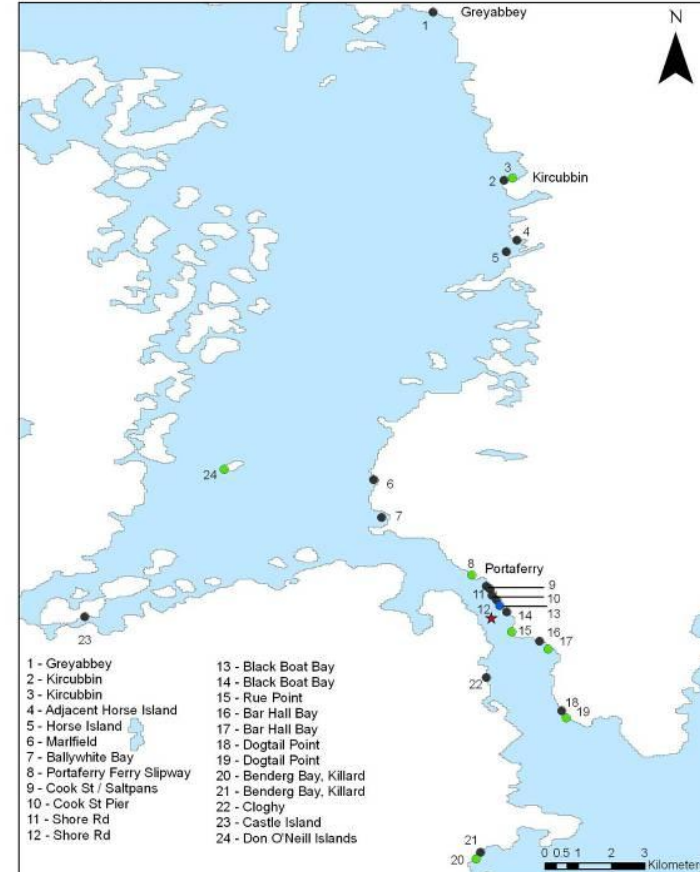 N
Greyabbey
1
3
Kircubbin
2
4
5
24
6
7
8
Portaferry
9
11
10
12
13
14
15
16
17
23
22
18
19
21
20
1 - Greyabbey
2 - Kircubbin
3 - Kircubbin
4 - Adjacent Horse Island
5 - Horse Island
6 - Marlfield
7 - Ballywhite Bay
8 - Portaferry Ferry Slipway
9 - Cook St / Saltpans
10 - Cook St Pier
11 - Shore Rd
12 - Shore Rd
13 - Black Boat Bay
14 - Black Boat Bay
15 - Rue Point
16 - Bar Hall Bay
17 - Bar Hall Bay
18 - Dogtail Point
19 - Dogtail Point
20 - Benderg Bay, Killard
21 - Benderg Bay, Killard
22 - Cloghy
23 - Castle Island
24 - Don O'Neill Islands
0 0.5 1 2 3
Kilometers